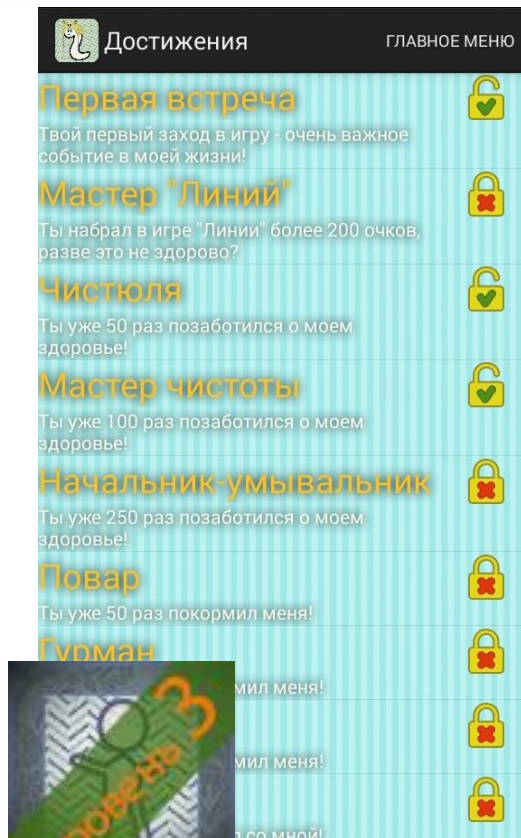 Достижения
ГЛАВНОЕ МЕНЮ
Первая встреча
Твой первый заход в игру - очень важное
событие в моей жизни!
Мастер "Линий"
Ты набрал в игре "Линии" более 200 очков,
разве это не здорово?
Чистюля
Ты уже 50 раз позаботился о моем
здоровье!
Мастер чистоты
Ты уже 100 раз позаботился о моем
здоровье!
Начальник-умывальник
Ты уже 250 раз позаботился о моем
здоровье!
Повар
Ты уже 50 раз покормил меня!
Гурман
меня!
меня!
со мной!
3